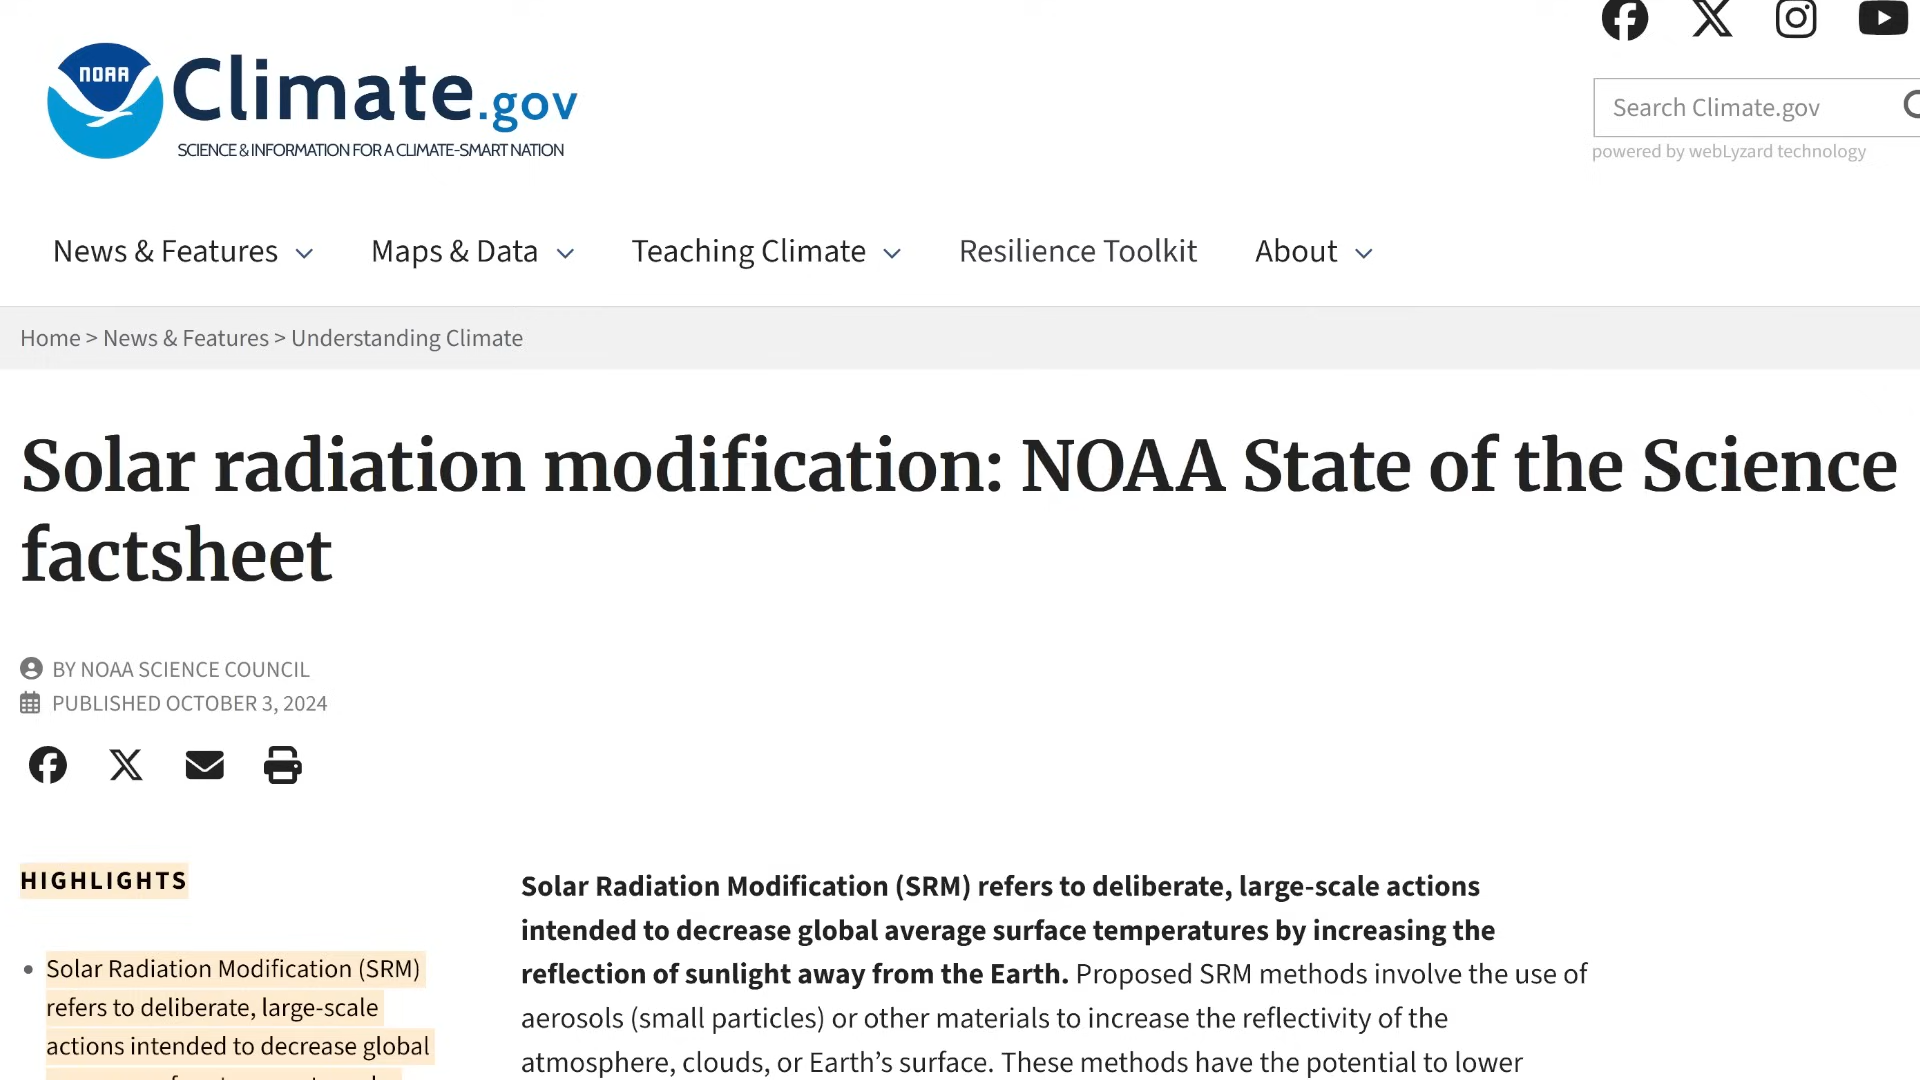 NOAA
Climate.gov
SCIENCE & INFORMATION FOR A CLIMATE-SMART NATION
Search Climate.gov
powered by webLyzard technology
News & Features
Maps & Data
Teaching Climate
Resilience Toolkit
About
Home > News & Features > Understanding Climate
Solar radiation modification: NOAA State of the Science
factsheet
BY NOAA SCIENCE COUNCIL
PUBLISHED OCTOBER 3, 2024
HIGHLIGHTS
• Solar Radiation Modification (SRM)
refers to deliberate, large-scale
actions intended to decrease global
Solar Radiation Modification (SRM) refers to deliberate, large-scale actions
intended to decrease global average surface temperatures by increasing the
reflection of sunlight away from the Earth. Proposed SRM methods involve the use of
aerosols (small particles) or other materials to increase the reflectivity of the
atmosphere, clouds, or Earth’s surface. These methods have the potential to lower